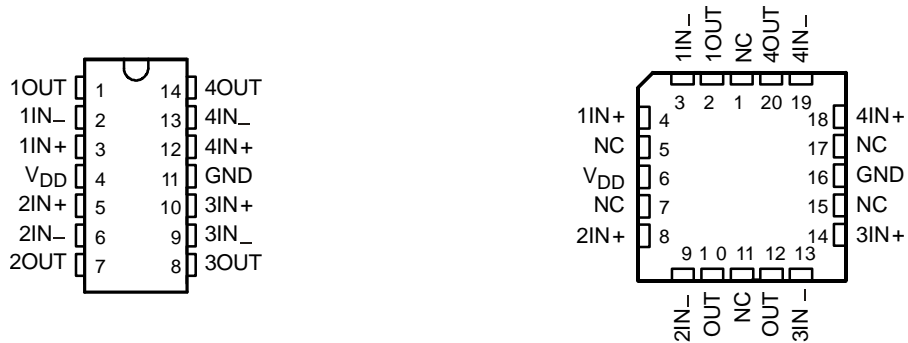 1OUT 1 14 4OUT
1IN– 2 13 4IN–
1IN+ 3 12 4IN+
VDD 4 11 GND
2IN+ 5 10 3IN+
2IN– 6 9 3IN–
2OUT 7 8 3OUT
1IN– 1OUT NC 4OUT 4IN–
3 2 1 20 19
1IN+ 4 18 4IN+
NC 5 17 NC
VDD 6 16 GND
NC 7 15 NC
2IN+ 8 14 3IN+
9 1 0 11 12 13
2IN– OUT NC OUT 3IN–